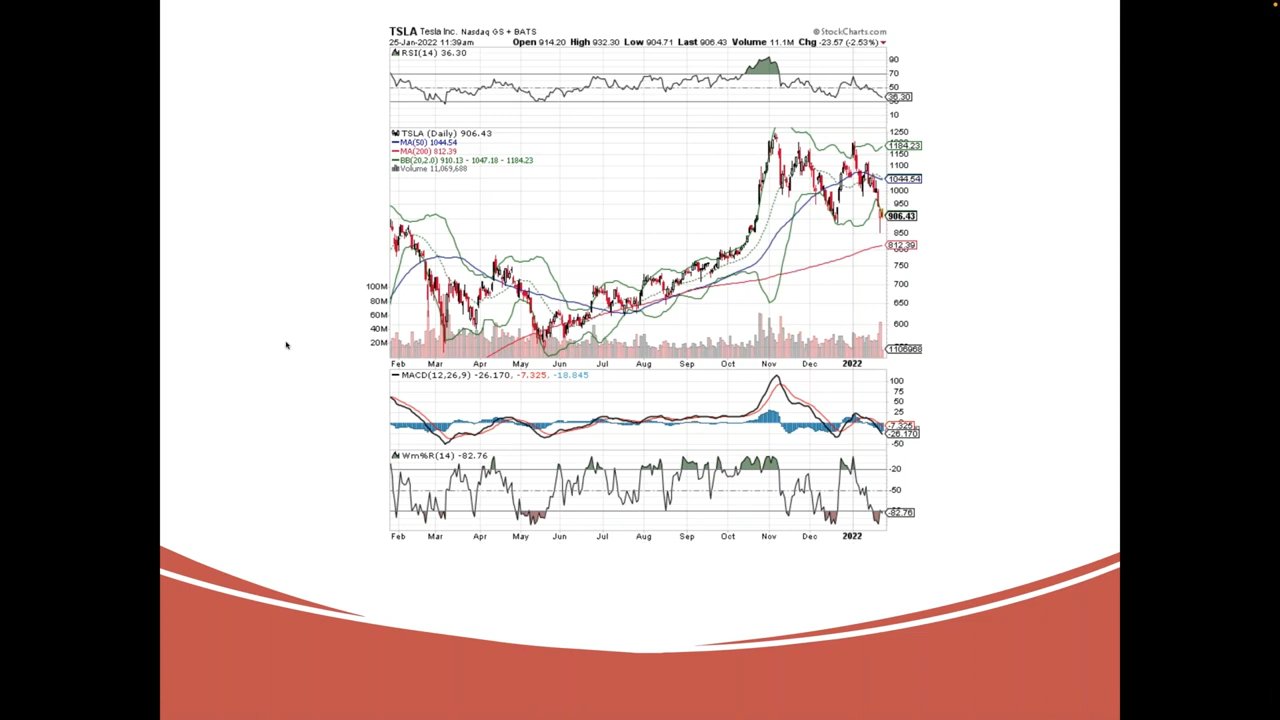 TSLA Tesla Inc. Nasdaq GS + BATS
© StockCharts.com
25-Jan-2022 11:39am
Open 914.20 High 932.30 Low 904.71 Last 906.43 Volume 11.1M Chg -23.57 (-2.53%)
RSI(14) 36.30
90
70
50
36.30
10
TSLA (Daily) 906.43
MA(50) 1044.54
MA(200) 812.39
BB(20,2.0) 910.13 - 1047.18 - 1184.23
Volume 11,069,688
1250
1184.23
1150
1100
1044.54
1000
950
906.43
850
812.39
750
700
650
600
100M
80M
60M
40M
20M
Feb Mar Apr May Jun Jul Aug Sep Oct Nov Dec 2022
MACD(12,26,9) -26.170, -7.325, -18.845
100
75
50
25
-7.325
-26.170
-50
Wm%R(14) -82.76
-20
-50
-82.76
Feb Mar Apr May Jun Jul Aug Sep Oct Nov Dec 2022